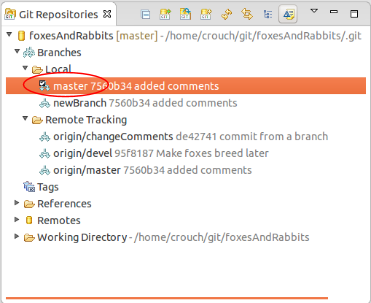 Git Repositories
foxesAndRabbits [master] - /home/crouch/git/foxesAndRabbits/.git
Branches
Local
master 7560b34 added comments
newBranch 7560b34 added comments
Remote Tracking
origin/changeComments de42741 commit from a branch
origin/devel 95f8187 Make foxes breed later
origin/master 7560b34 added comments
Tags
References
Remotes
Working Directory - /home/crouch/git/foxesAndRabbits